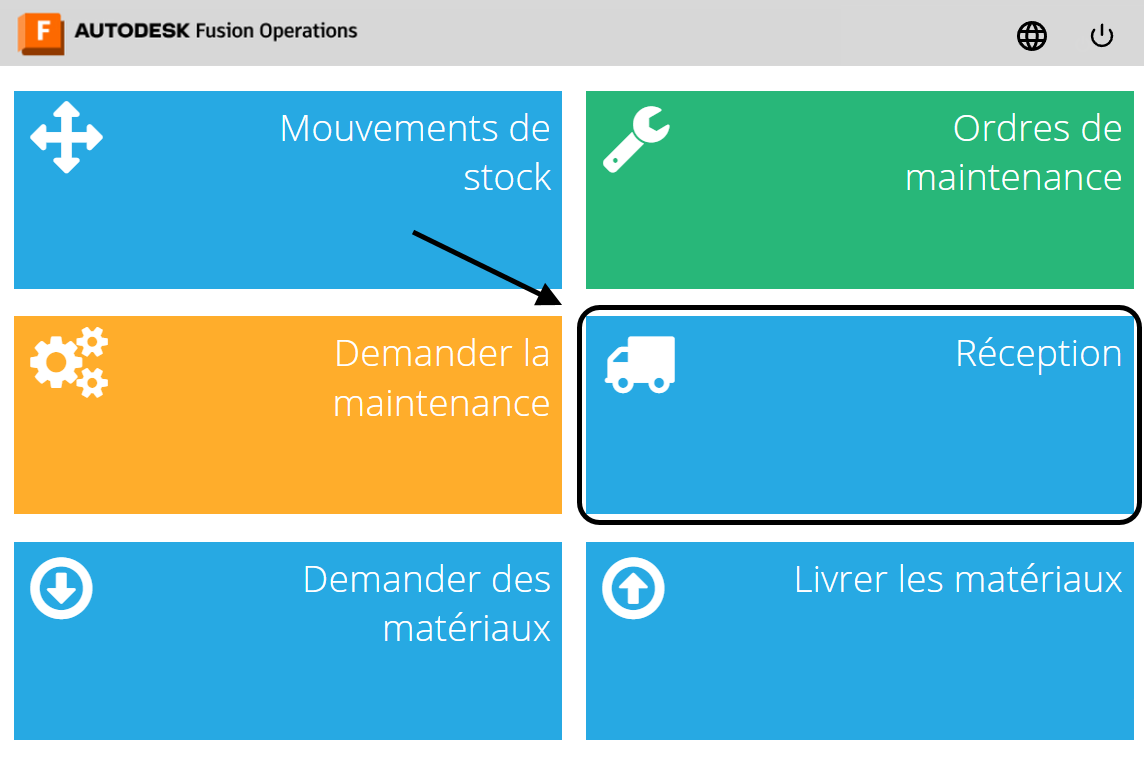 F AUTODESK Fusion Operations
Mouvements de
stock
Ordres de
maintenance
Demander la
maintenance
Réception
Demander des
matériaux
Livrer les matériaux